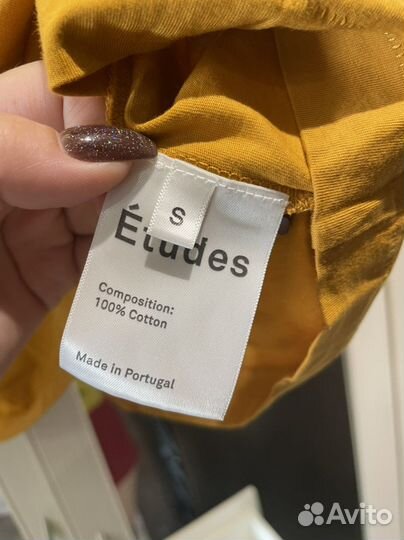 S
Études
Composition:
100% Cotton
Made in Portugal
Avito